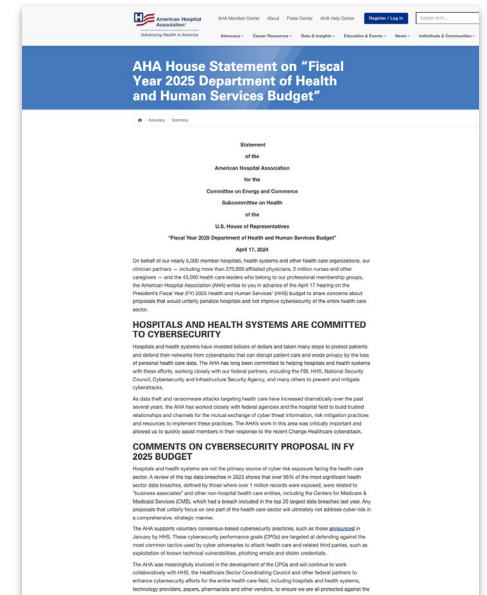 American Hospital
Association
Advancing Health in America
AHA Member Center About Press Center AHA Help Center Register / Log In Search AHA...
Advocacy Career Resources Data & Insights Education & Events News Individuals & Communities
AHA House Statement on “Fiscal
Year 2025 Department of Health
and Human Services Budget”
/ Advocacy / Testimony
Statement
of the
American Hospital Association
for the
Committee on Energy and Commerce
Subcommittee on Health
of the
U.S. House of Representatives
“Fiscal Year 2025 Department of Health and Human Services Budget”
April 17, 2024
On behalf of our nearly 5,000 member hospitals, health systems and other health care organizations, our
clinician partners — including more than 270,000 affiliated physicians, 2 million nurses and other
caregivers — and the 43,000 health care leaders who belong to our professional membership groups,
the American Hospital Association (AHA) writes to you in advance of the April 17 hearing on the
President's Fiscal Year (FY) 2025 Health and Human Services' (HHS) budget to share concerns about
proposals that would unfairly penalize hospitals and not improve cybersecurity of the entire health care
sector.
HOSPITALS AND HEALTH SYSTEMS ARE COMMITTED
TO CYBERSECURITY
Hospitals and health systems have invested billions of dollars and taken many steps to protect patients
and defend their networks from cyberattacks that can disrupt patient care and erode privacy by the loss
of personal health care data. The AHA has long been committed to helping hospitals and health systems
with these efforts, working closely with our federal partners, including the FBI, HHS, National Security
Council, Cybersecurity and Infrastructure Security Agency, and many others to prevent and mitigate
cyberattacks.
As data theft and ransomware attacks targeting health care have increased dramatically over the past
several years, the AHA has worked closely with federal agencies and the hospital field to build trusted
relationships and channels for the mutual exchange of cyber threat information, risk mitigation practices
and resources to implement these practices. The AHA's work in this area was critically important and
allowed us to quickly assist members in their response to the recent Change Healthcare cyberattack.
COMMENTS ON CYBERSECURITY PROPOSAL IN FY
2025 BUDGET
Hospitals and health systems are not the primary source of cyber risk exposure facing the health care
sector. A review of the top data breaches in 2023 shows that over 95% of the most significant health
sector data breaches, defined by those where over 1 million records were exposed, were related to
“business associates” and other non-hospital health care entities, including the Centers for Medicare &
Medicaid Services (CMS), which had a breach included in the top 20 largest data breaches last year. Any
proposals that unfairly focus on one part of the health care sector will ultimately not address cyber risk in
a comprehensive, strategic manner.
The AHA supports voluntary consensus-based cybersecurity practices, such as those announced in
January by HHS. These cybersecurity performance goals (CPGs) are targeted at defending against the
most common tactics used by cyber adversaries to attack health care and related third parties, such as
exploitation of known technical vulnerabilities, phishing emails and stolen credentials.
The AHA was meaningfully involved in the development of the CPGs and will continue to work
collaboratively with HHS, the Healthcare Sector Coordinating Council and other federal partners to
enhance cybersecurity efforts for the entire health care field, including hospitals and health systems,
technology providers, payers, pharmacists and other vendors, to ensure we are all protected against the